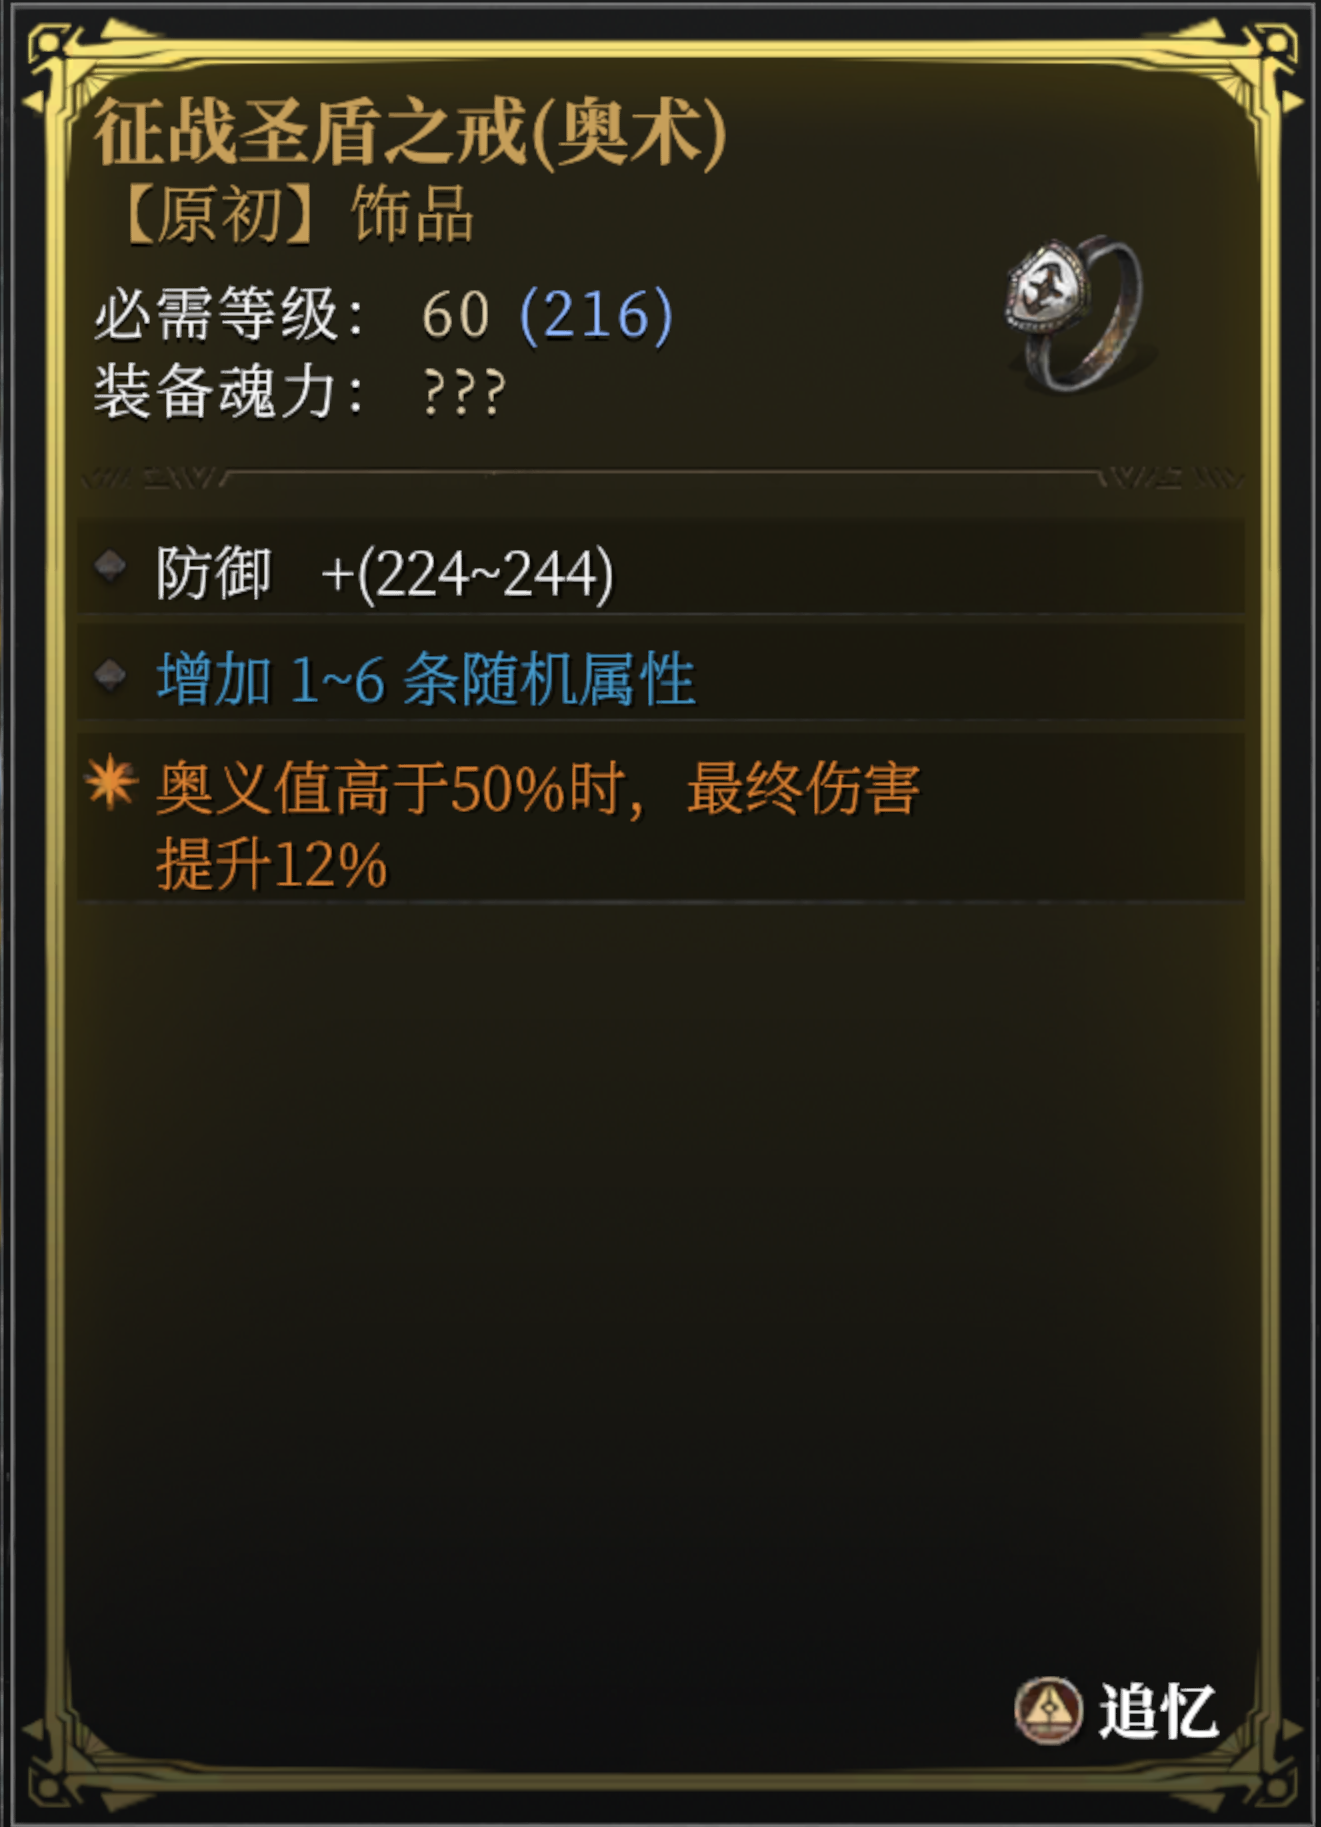 征战圣盾之戒(奥术)
【原初】饰品
必需等级： 60 (216)
装备魂力： ???
防御 +(224~244)
增加 1~6 条随机属性
奥义值高于50%时，最终伤害
提升12%
追忆